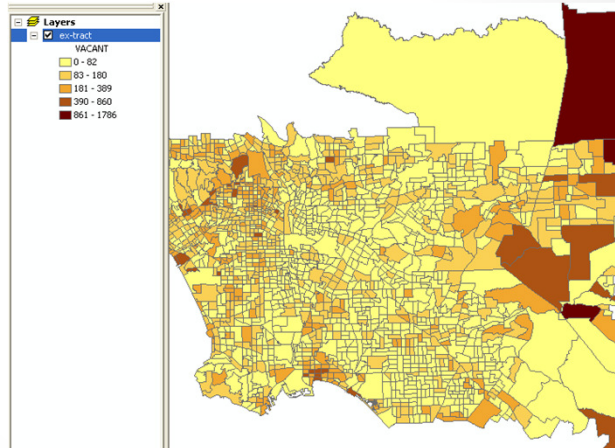 Layers
ex-tract
VACANT
0 - 82
83 - 180
181 - 389
390 - 860
861 - 1786